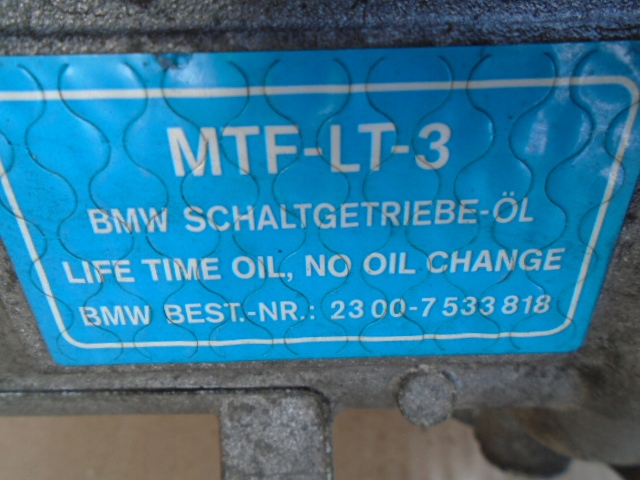 MTF-LT-3
BMW SCHALTGETRIEBE-ÖL
LIFE TIME OIL, NO OIL CHANGE
BMW BEST.-NR.: 23 00-7 533 818